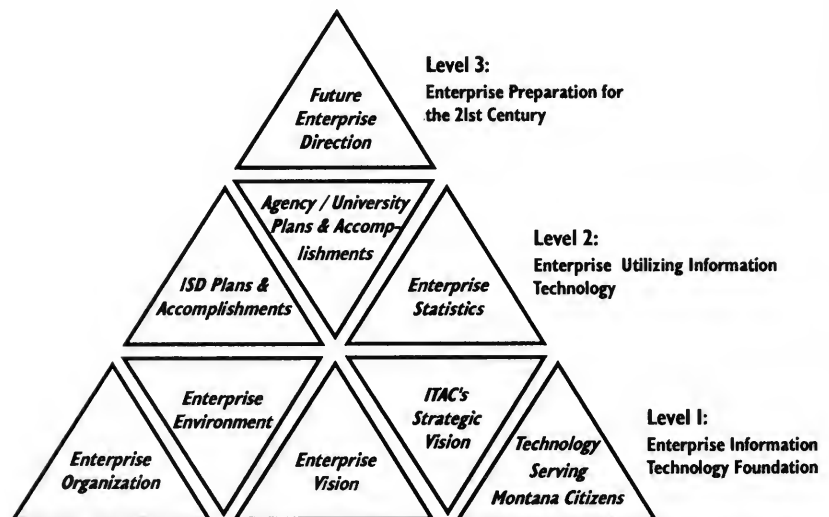 Future
Enterprise
Direction
Level 3:
Enterprise Preparation for
the 21st Century
Agency / University
Plans & Accomp-
lishments
ISD Plans &
Accomplishments
Enterprise
Statistics
Level 2:
Enterprise Utilizing Information
Technology
Enterprise
Organization
Enterprise
Environment
Enterprise
Vision
ITAC's
Strategic
Vision
Technology
Serving
Montana Citizens
Level 1:
Enterprise Information
Technology Foundation